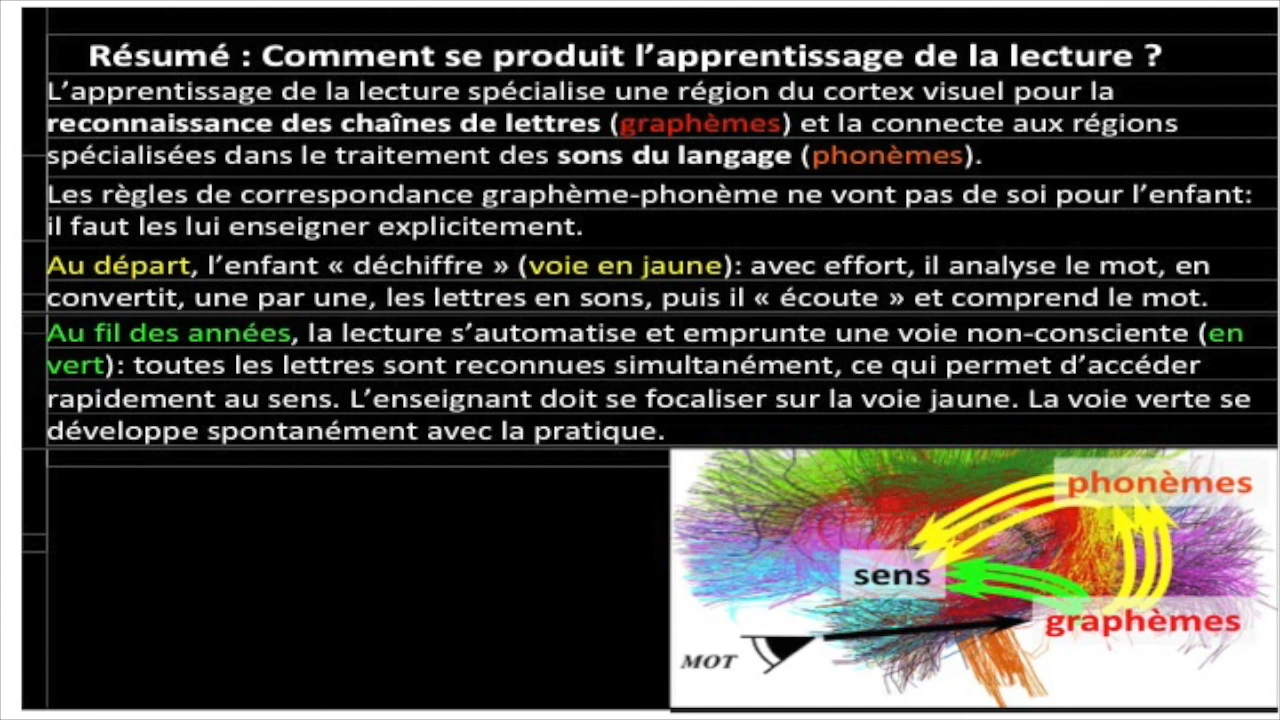 Résumé : Comment se produit l’apprentissage de la lecture ?
L’apprentissage de la lecture spécialise une région du cortex visuel pour la
reconnaissance des chaînes de lettres (graphèmes) et la connecte aux régions
spécialisées dans le traitement des sons du langage (phonèmes).
Les règles de correspondance graphème-phonème ne vont pas de soi pour l’enfant:
il faut les lui enseigner explicitement.
Au départ, l’enfant « déchiffre » (voie en jaune): avec effort, il analyse le mot, en
convertit, une par une, les lettres en sons, puis il « écoute » et comprend le mot.
Au fil des années, la lecture s’automatise et emprunte une voie non-consciente (en
vert): toutes les lettres sont reconnues simultanément, ce qui permet d’accéder
rapidement au sens. L’enseignant doit se focaliser sur la voie jaune. La voie verte se
développe spontanément avec la pratique.
phonèmes
sens
graphèmes
MOT